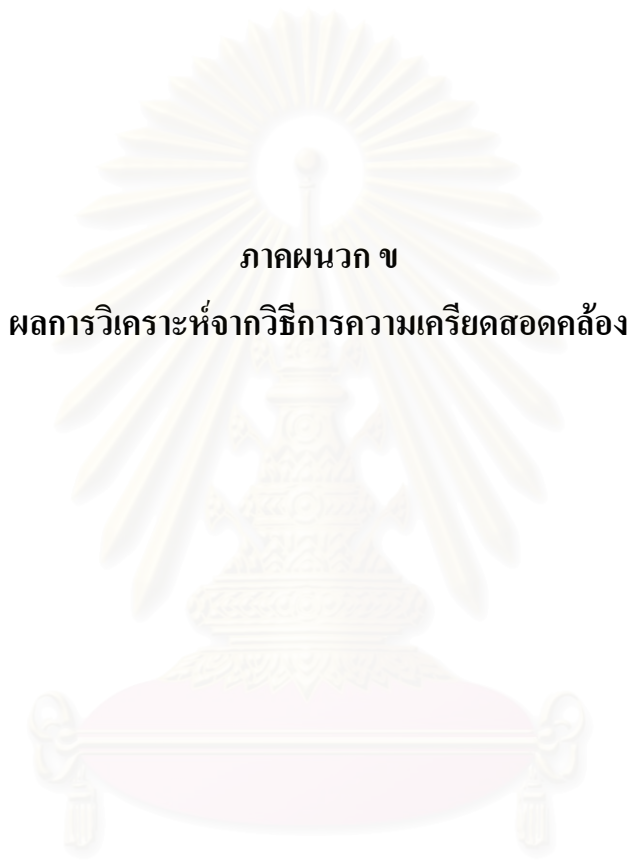 ภาคผนวก ข
ผลการวิเคราะห์จากวิธีการความเครียดสอดคล้อง